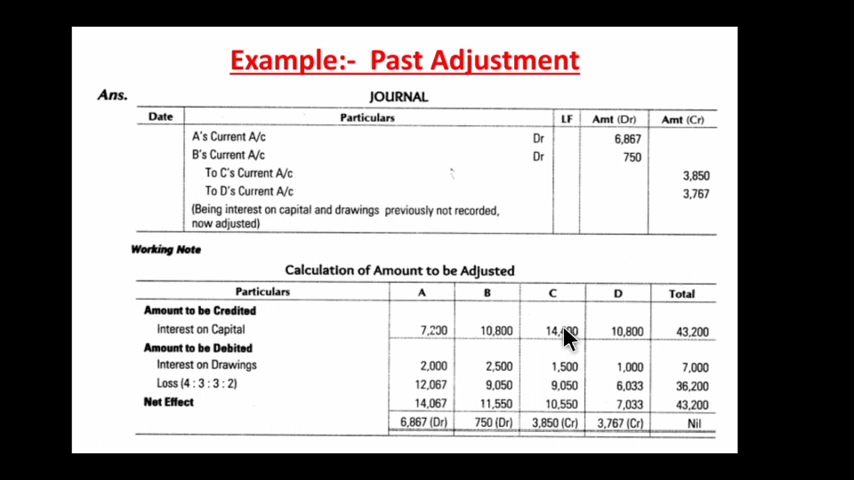 Example:- Past Adjustment
Ans.
JOURNAL
Date Particulars LF Amt (Dr) Amt (Cr)
A's Current A/c Dr 6,867
B's Current A/c Dr 750
To C's Current A/c 3,850
To D's Current A/c 3,767
(Being interest on capital and drawings previously not recorded,
now adjusted)
Working Note
Calculation of Amount to be Adjusted
Particulars A B C D Total
Amount to be Credited
Interest on Capital 7,200 10,800 10,800 43,200
Amount to be Debited
Interest on Drawings 2,000 2,500 1,500 1,000 7,000
Loss (4 : 3 : 3 : 2) 12,067 9,050 9,050 6,033 36,200
Net Effect 14,067 11,550 10,550 7,033 43,200
6,867 (Dr) 750 (Dr) 3,850 (Cr) 3,767 (Cr) Nil